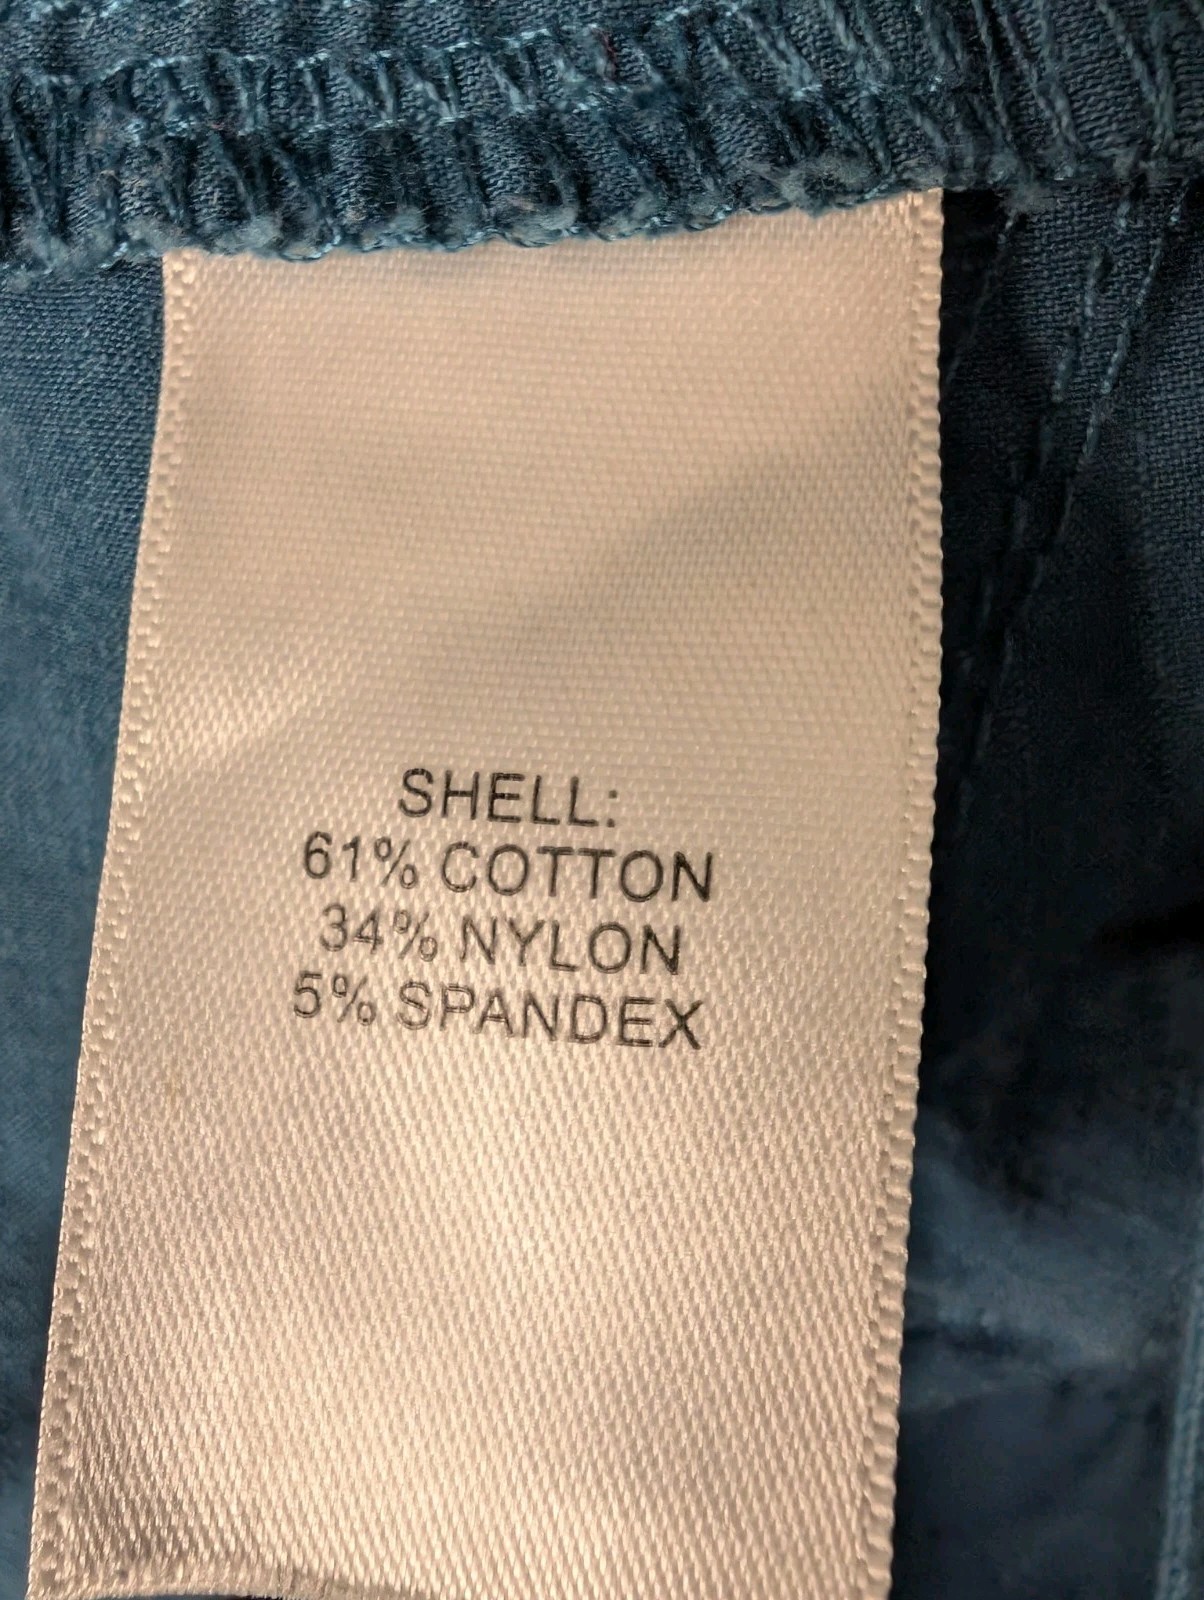 SHELL:
61% COTTON
34% NYLON
5% SPANDEX